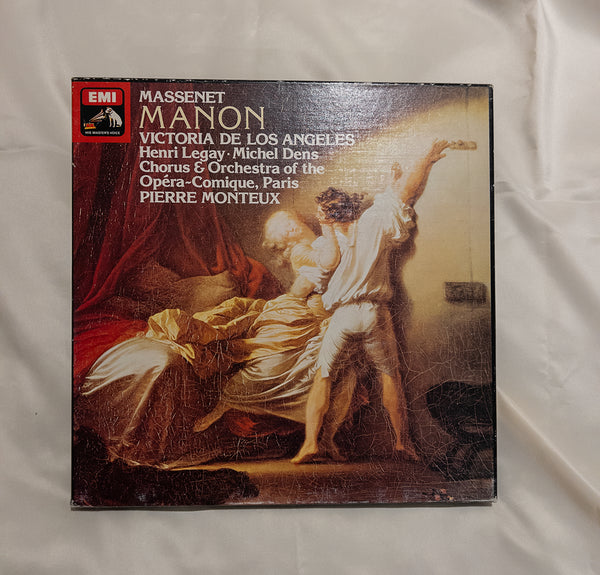 EMI
HIS MASTER'S VOICE
MASSENET
MANON
VICTORIA DE LOS ANGELES
Henri Legay · Michel Dens
Chorus & Orchestra of the
Opéra~Comique, Paris
PIERRE MONTEUX